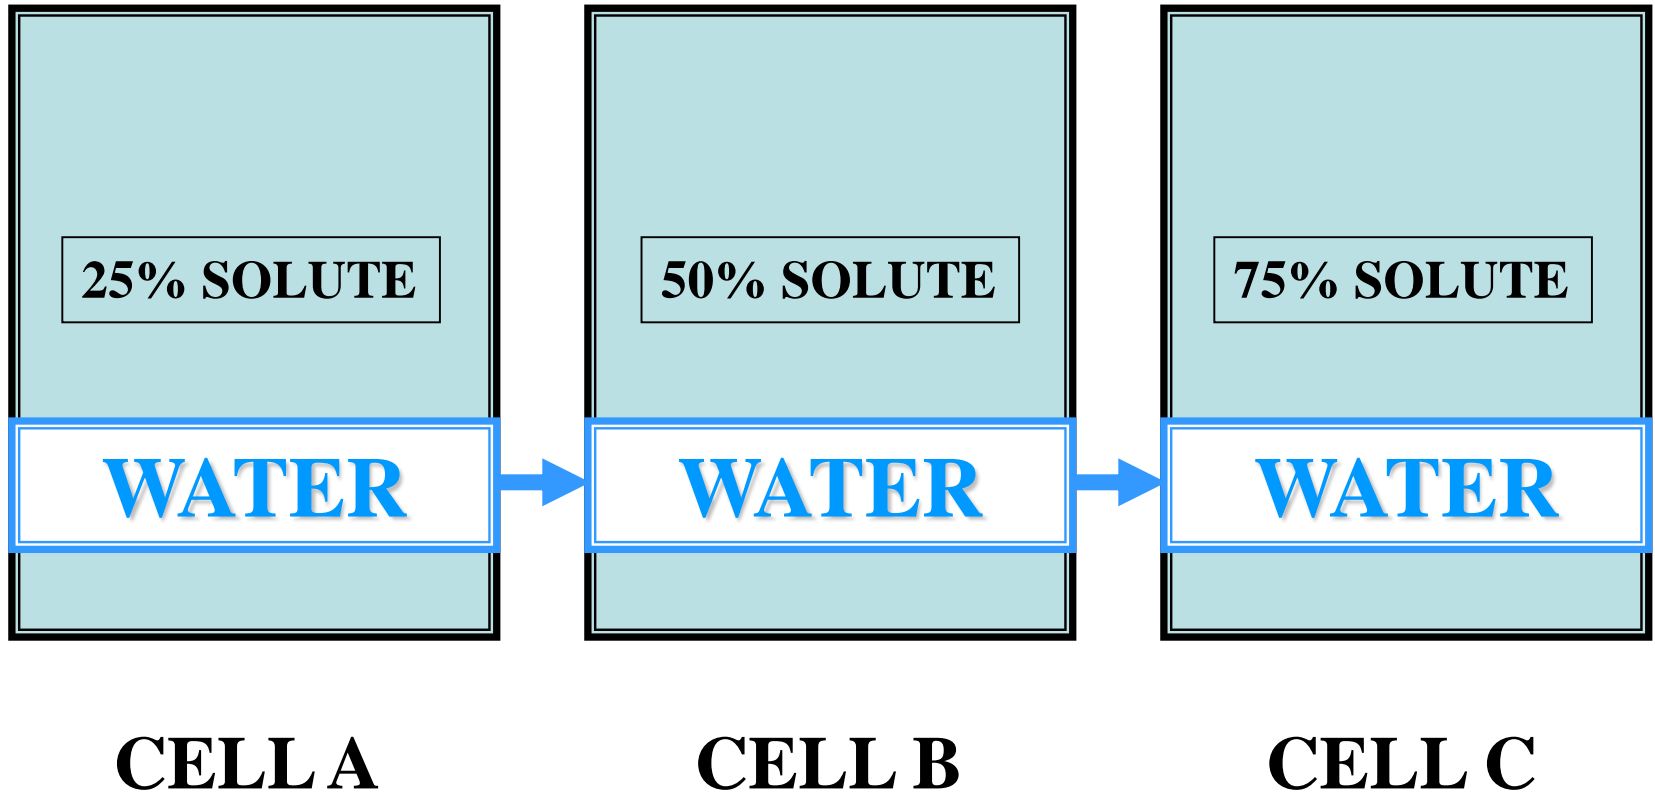 25% SOLUTE
50% SOLUTE
75% SOLUTE
WATER
WATER
WATER
CELL A
CELL B
CELL C